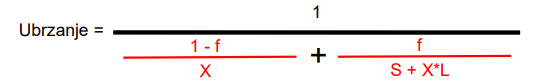 1
Ubrzanje =
1 - f
f
+
X
S + X*L